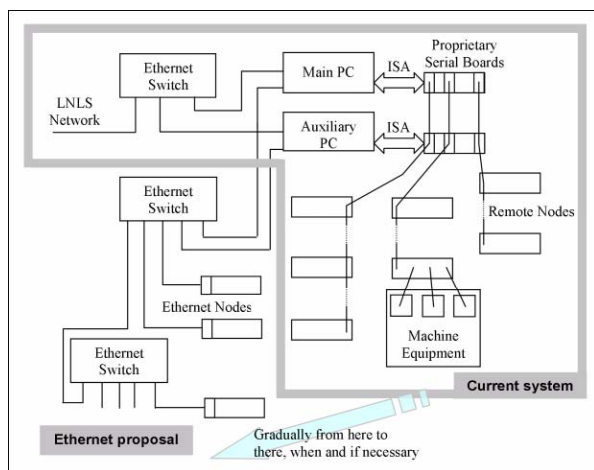 Proprietary
Serial Boards
Ethernet
Switch
Main PC
ISA
LNLS
Network
Auxiliary
PC
ISA
Ethernet
Switch
Remote Nodes
Ethernet Nodes
Machine
Equipment
Ethernet
Switch
Current system
Ethernet proposal
Gradually from here to
there, when and if necessary